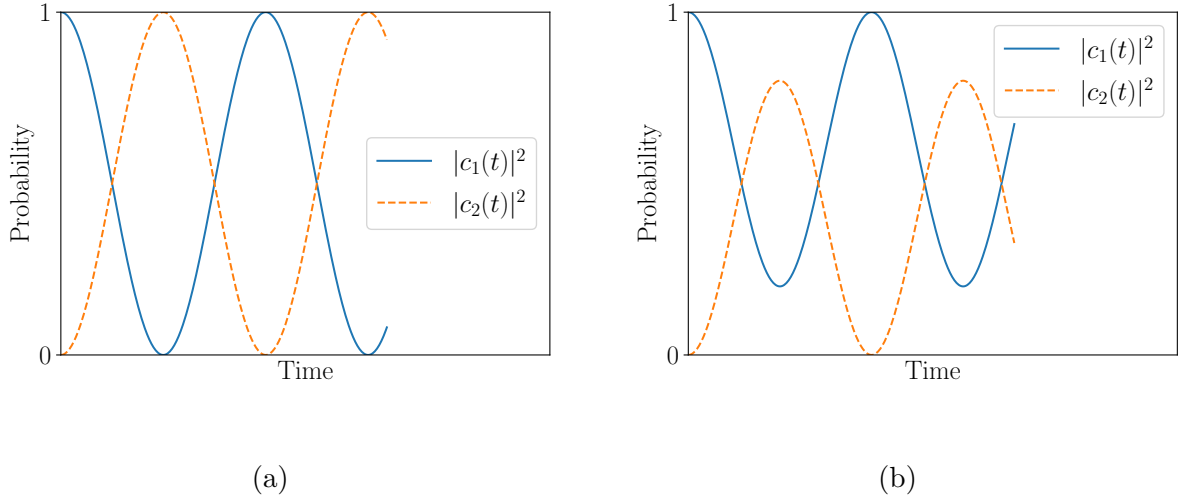 1
0
Probability
Time
|c₁(t)|²
|c₂(t)|²
(a)
1
0
Probability
Time
|c₁(t)|²
|c₂(t)|²
(b)